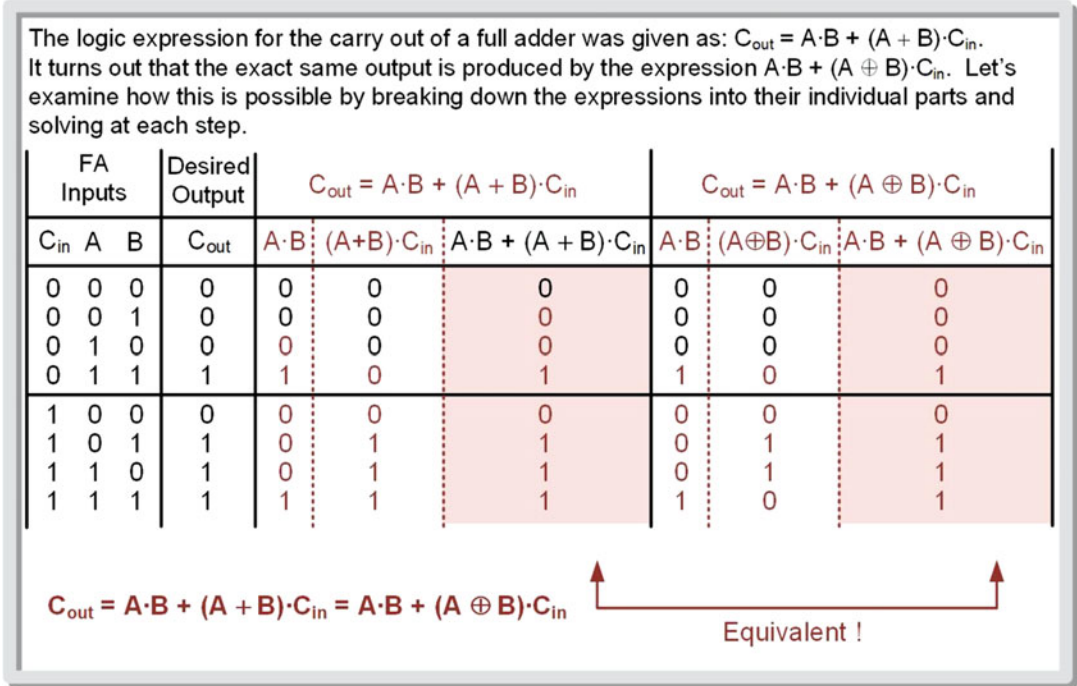 The logic expression for the carry out of a full adder was given as: Cout = A·B + (A + B)·Cin.
It turns out that the exact same output is produced by the expression A·B + (A ⊕ B)·Cin. Let's
examine how this is possible by breaking down the expressions into their individual parts and
solving at each step.
FA Inputs Desired Output Cout = A·B + (A + B)·Cin Cout = A·B + (A ⊕ B)·Cin
Cin A B Cout A·B (A+B)·Cin A·B + (A + B)·Cin A·B (A⊕B)·Cin A·B + (A ⊕ B)·Cin
0 0 0 0 0 0 0 0 0 0
0 0 1 0 0 0 0 0 0 0
0 1 0 0 0 0 0 0 0 0
0 1 1 1 1 0 1 1 0 1
1 0 0 0 0 0 0 0 0 0
1 0 1 1 0 1 1 0 1 1
1 1 0 1 0 1 1 0 1 1
1 1 1 1 1 1 1 1 0 1
Cout = A·B + (A + B)·Cin = A·B + (A ⊕ B)·Cin
Equivalent !